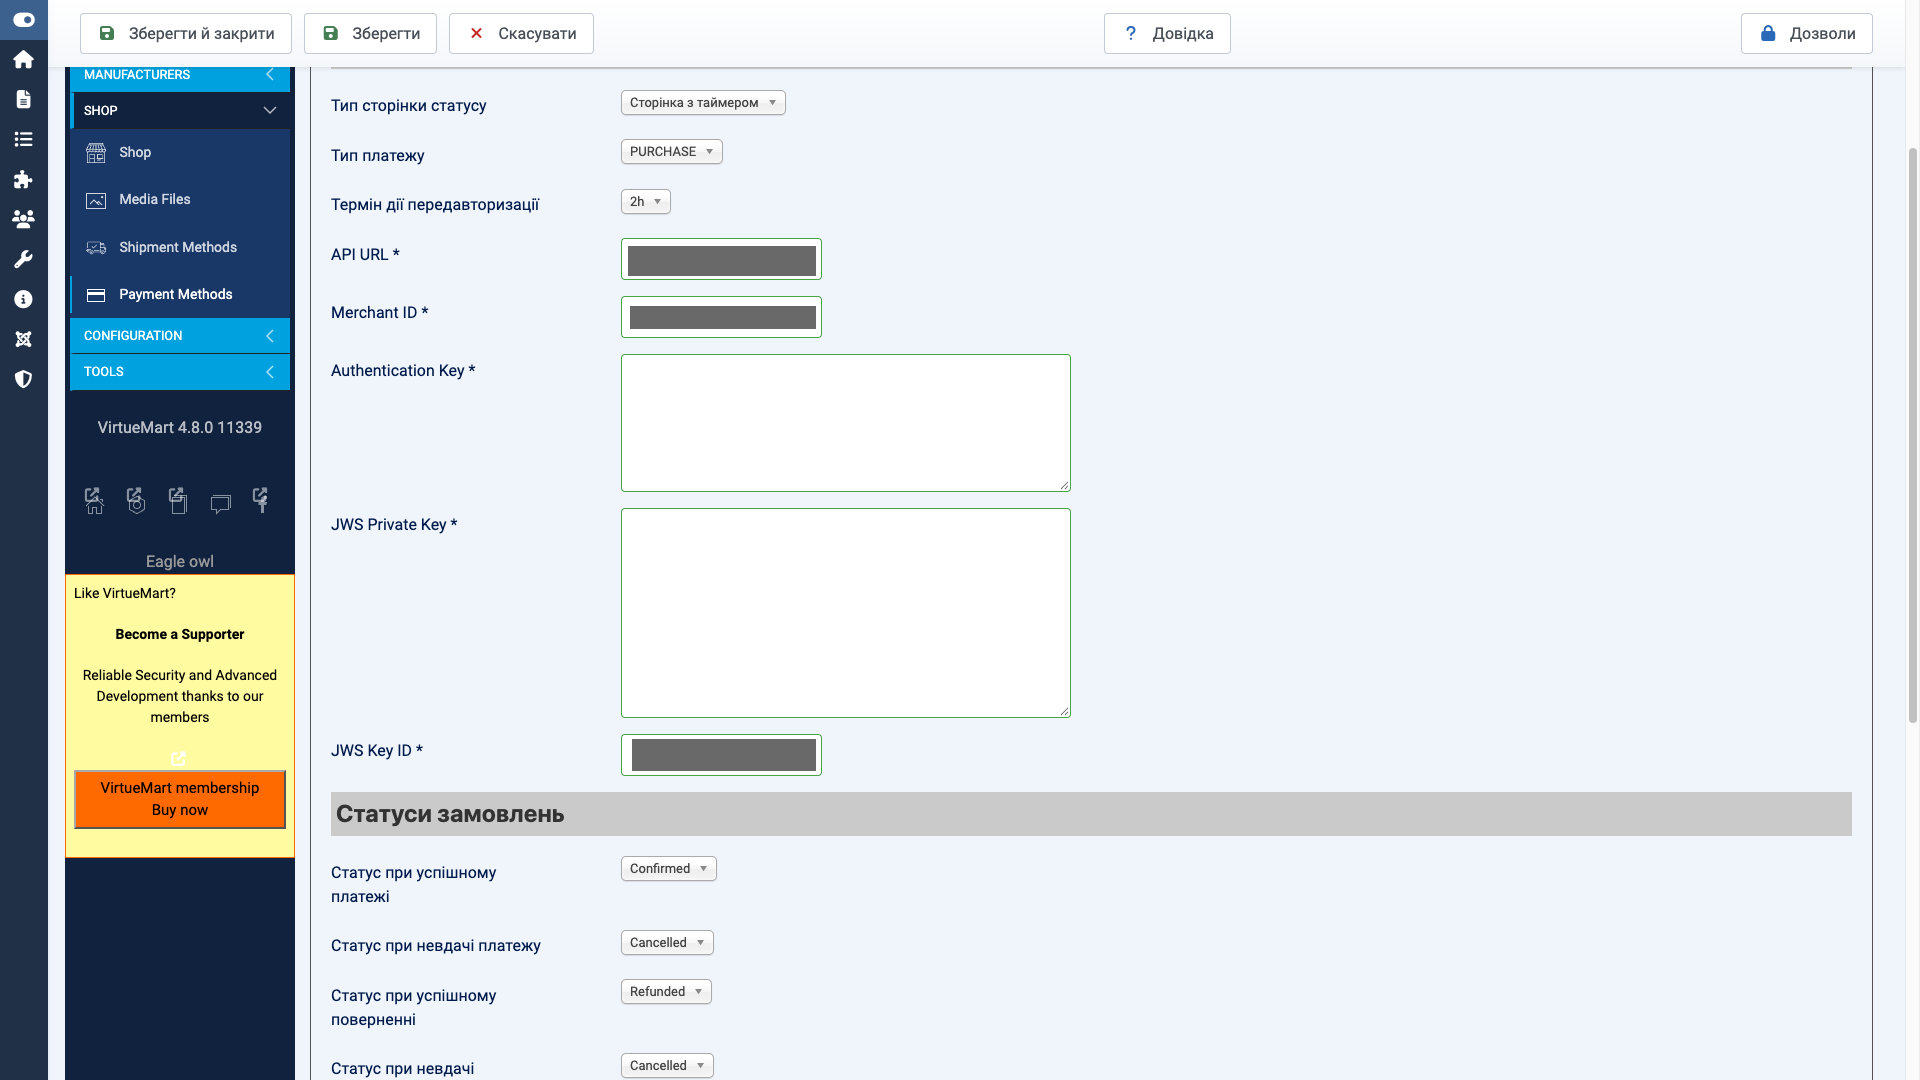 Зберегти й закрити
Зберегти
Скасувати
Довідка
Дозволи
MANUFACTURERS
SHOP
Shop
Media Files
Shipment Methods
Payment Methods
CONFIGURATION
TOOLS
VirtueMart 4.8.0 11339
Eagle owl
Like VirtueMart?
Become a Supporter
Reliable Security and Advanced
Development thanks to our
members
VirtueMart membership
Buy now
Тип сторінки статусу
Сторінка з таймером
Тип платежу
PURCHASE
Термін дії передавторизації
2h
API URL *
Merchant ID *
Authentication Key *
JWS Private Key *
JWS Key ID *
Статуси замовлень
Статус при успішному
платежі
Confirmed
Статус при невдачі платежу
Cancelled
Статус при успішному
поверненні
Refunded
Статус при невдачі
Cancelled